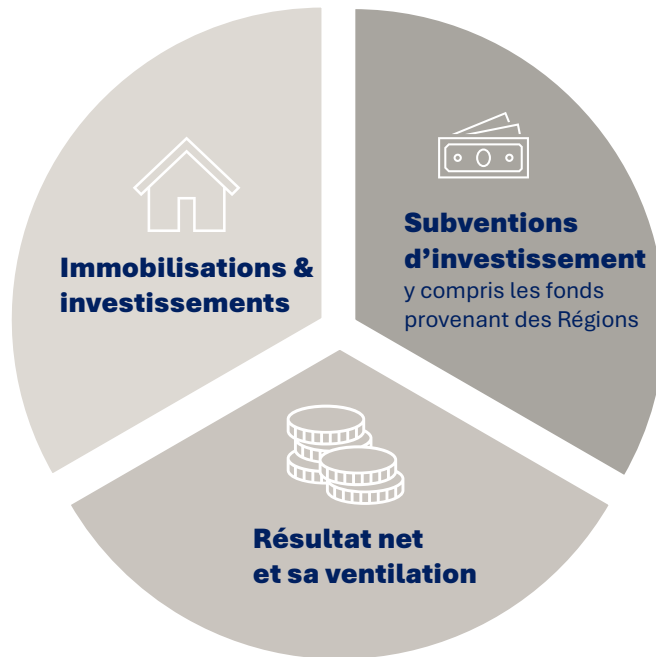 Immobilisations &
investissements
Subventions
d’investissement
y compris les fonds
provenant des Régions
Résultat net
et sa ventilation